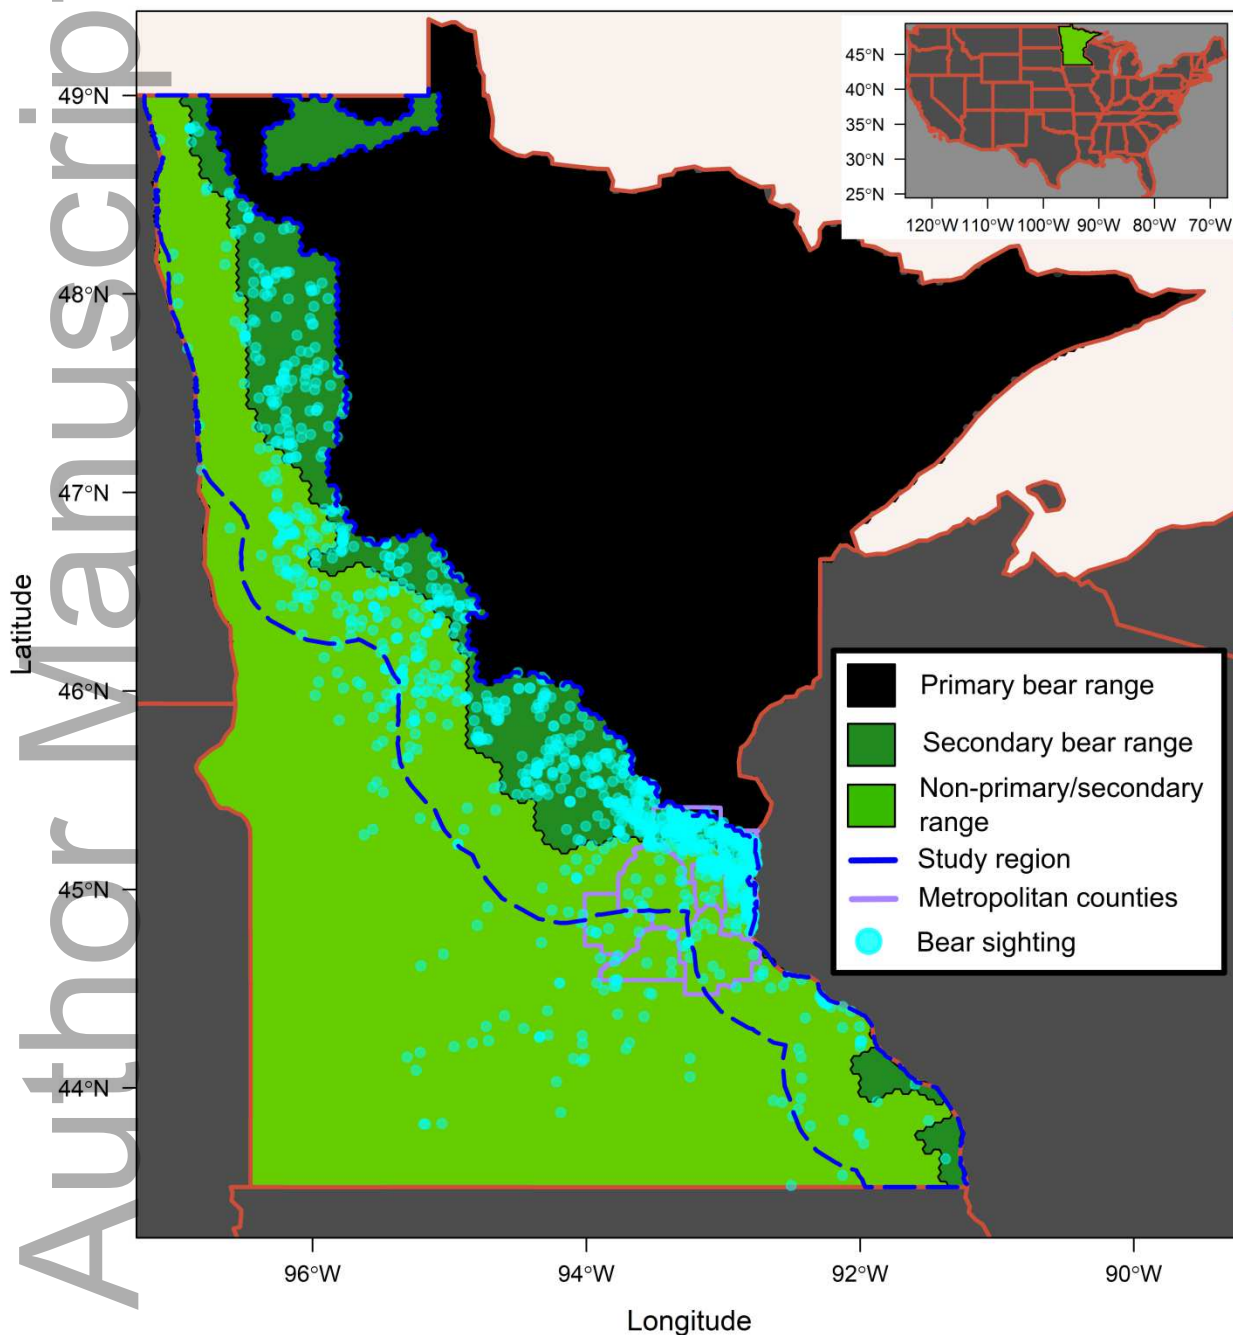 Author Manuscrip
45°N
40°N
35°N
30°N
25°N
120°W 110°W 100°W 90°W 80°W 70°W
49°N
48°N
47°N
46°N
45°N
44°N
Latitude
Primary bear range
Secondary bear range
Non-primary/secondary
range
Study region
Metropolitan counties
Bear sighting
96°W 94°W 92°W 90°W
Longitude